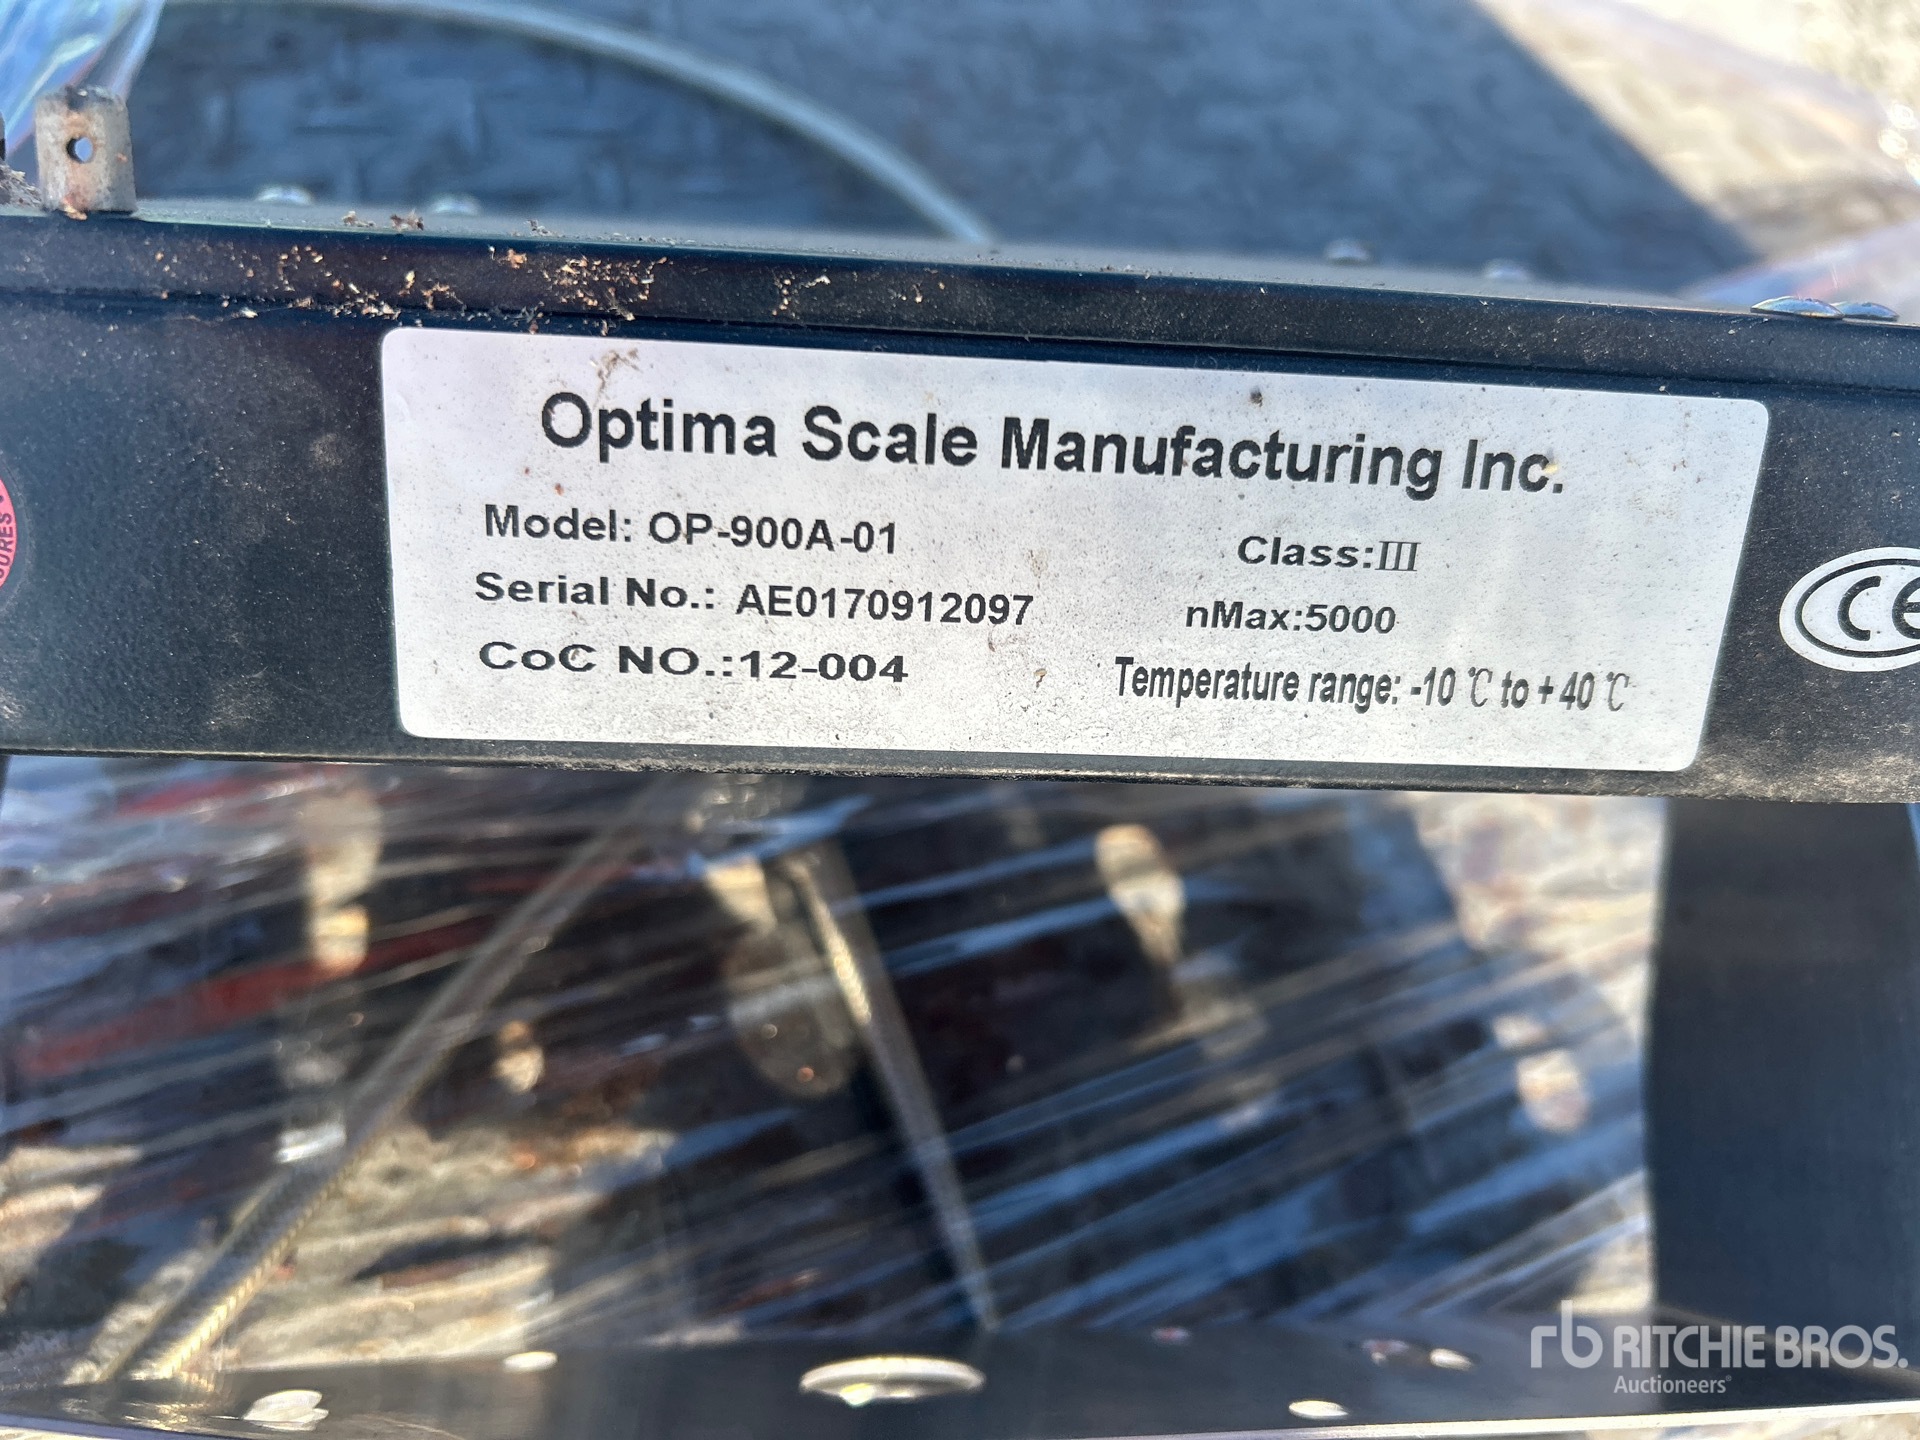 Optima Scale Manufacturing Inc.
Model: OP-900A-01
Class:III
Serial No.: AE0170912097
nMax:5000
CoC NO.:12-004
Temperature range: -10 ℃ to +40 ℃
CE
rb RITCHIE BROS.
Auctioneers